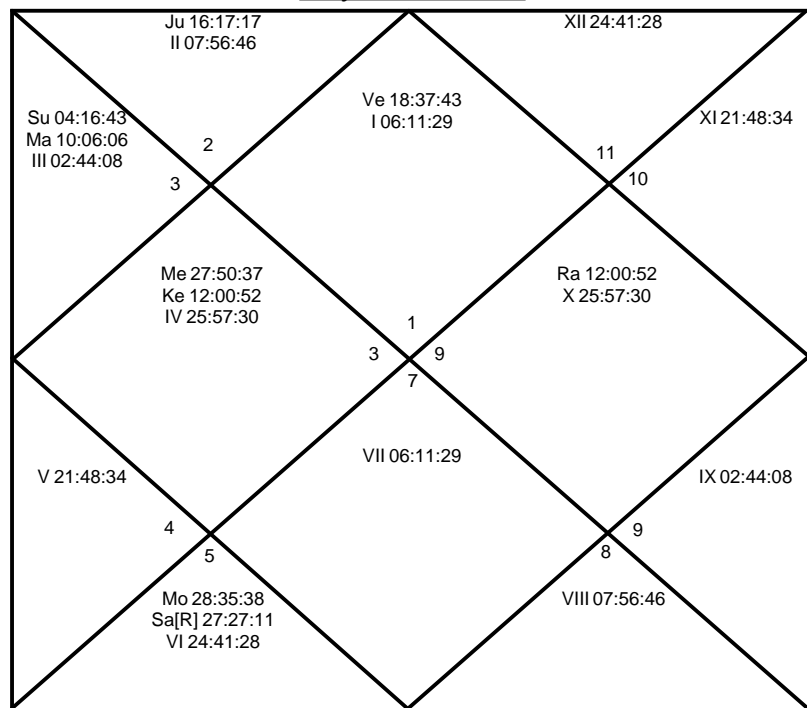 Ju 16:17:17
II 07:56:46
XII 24:41:28
Ve 18:37:43
I 06:11:29
Su 04:16:43
Ma 10:06:06
III 02:44:08
XI 21:48:34
2
3
11
10
Me 27:50:37
Ke 12:00:52
IV 25:57:30
Ra 12:00:52
X 25:57:30
1
3
9
7
V 21:48:34
VII 06:11:29
IX 02:44:08
4
5
9
8
Mo 28:35:38
Sa[R] 27:27:11
VI 24:41:28
VIII 07:56:46